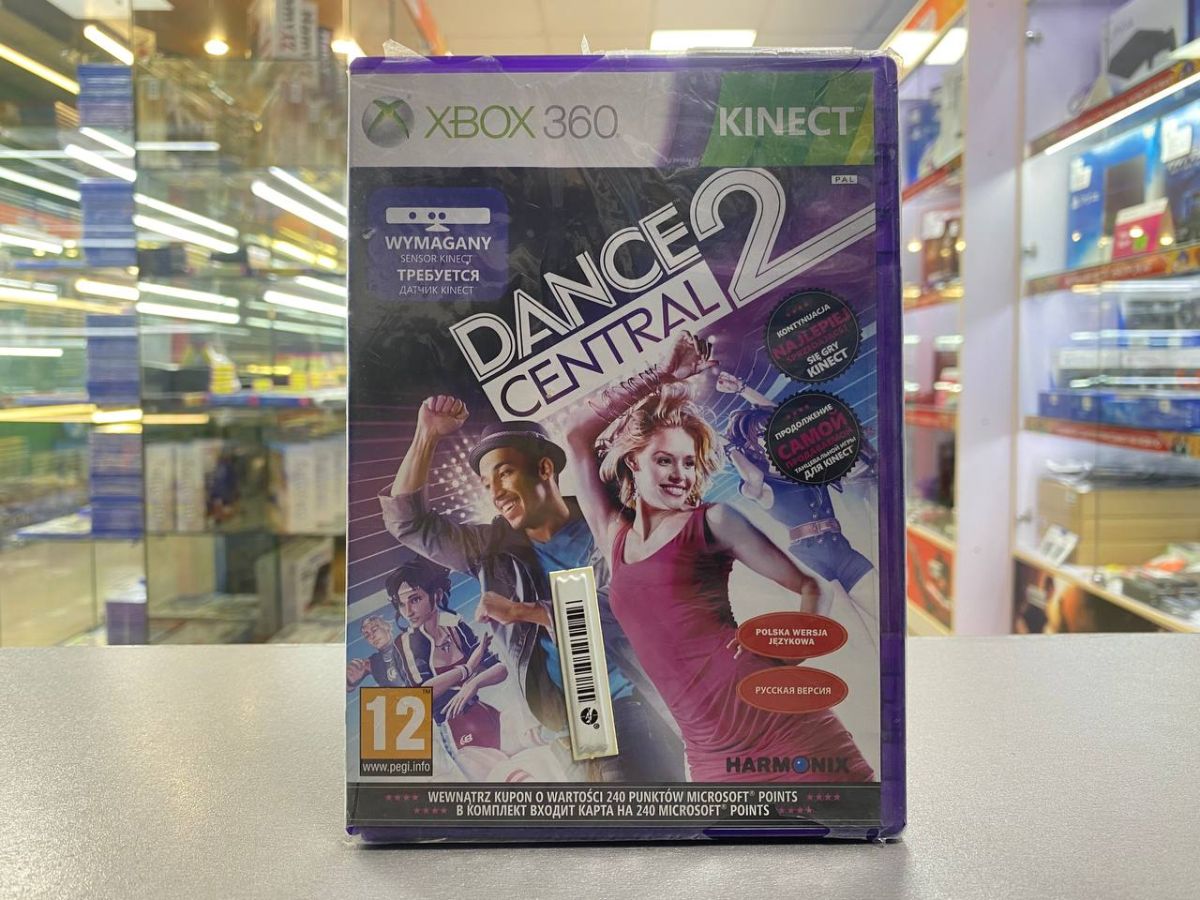 XBOX 360
KINECT
PAL
WYMAGANY
SENSOR KINECT
ТРЕБУЕТСЯ
ДАТЧИК KINECT
DANCE
CENTRAL
2
KONTYNUACJA
NAJLEPIEJ
SIĘ GRY
KINECT
ПРОДОЛЖЕНИЕ
САМОЙ
ТАНЦЕВАЛЬНОЙ ИГРЫ
ДЛЯ KINECT
POLSKA WERSJA
JĘZYKOWA
РУССКАЯ ВЕРСИЯ
12
www.pegi.info
HARMONIX
WEWNĄTRZ KUPON O WARTOŚCI 240 PUNKTÓW MICROSOFT® POINTS
В КОМПЛЕКТ ВХОДИТ КАРТА НА 240 MICROSOFT® POINTS